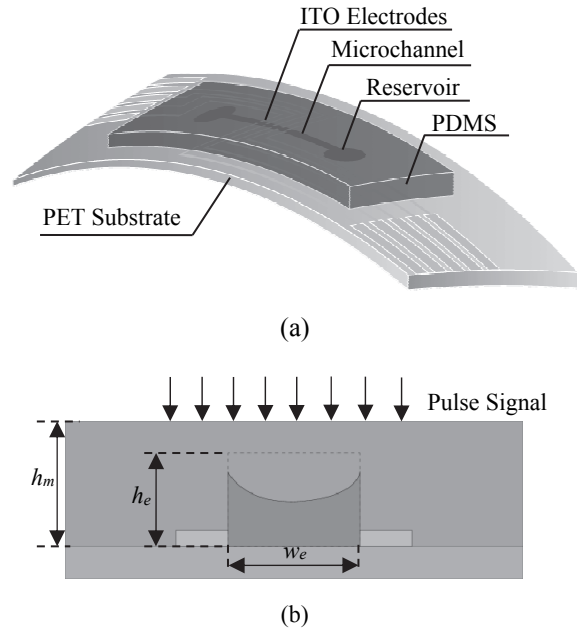 ITO Electrodes
Microchannel
Reservoir
PDMS
PET Substrate
(a)
Pulse Signal
hm
he
we
(b)